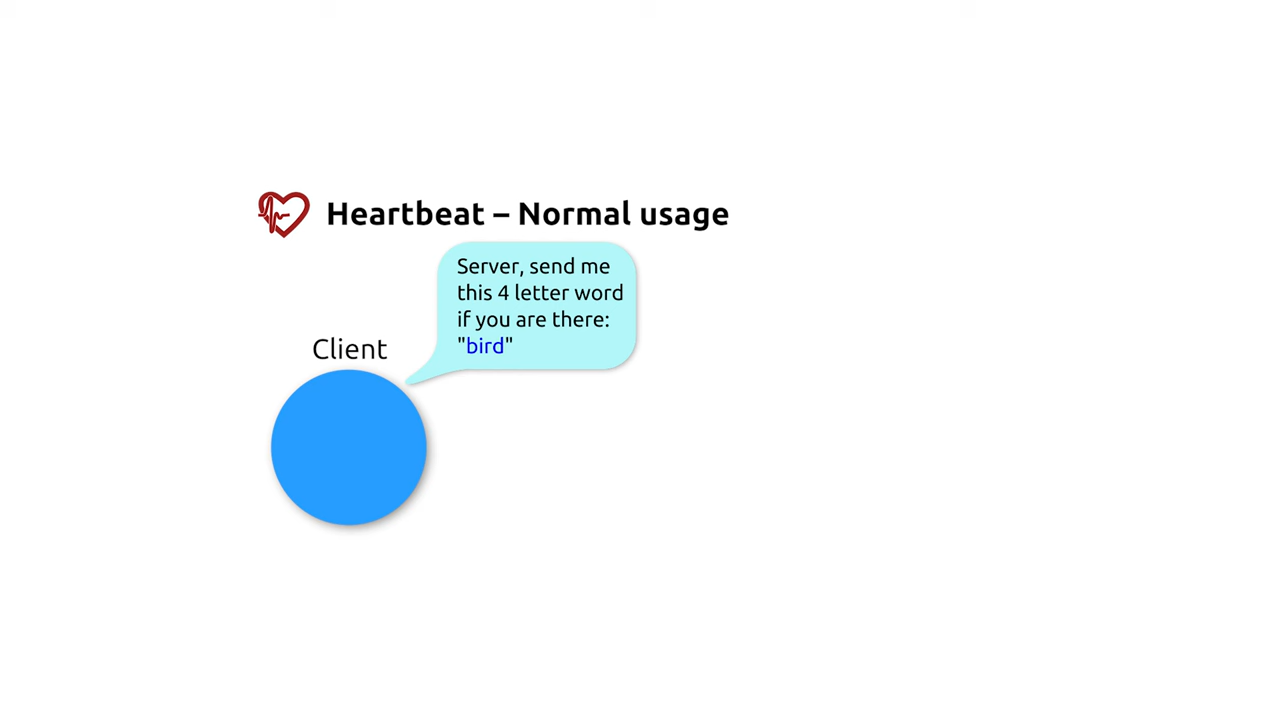 Heartbeat – Normal usage
Server, send me
this 4 letter word
if you are there:
"bird"
Client